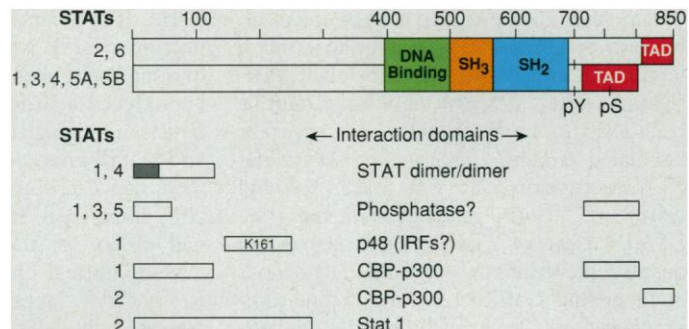 STATs 100 400 500 600 700 850
2, 6 DNA Binding SH3 SH2 TAD
1, 3, 4, 5A, 5B TAD
pY pS
STATs ← Interaction domains →
1, 4 STAT dimer/dimer
1, 3, 5 Phosphatase?
1 K161 p48 (IRFs?)
1 CBP-p300
2 CBP-p300
2 Stat 1